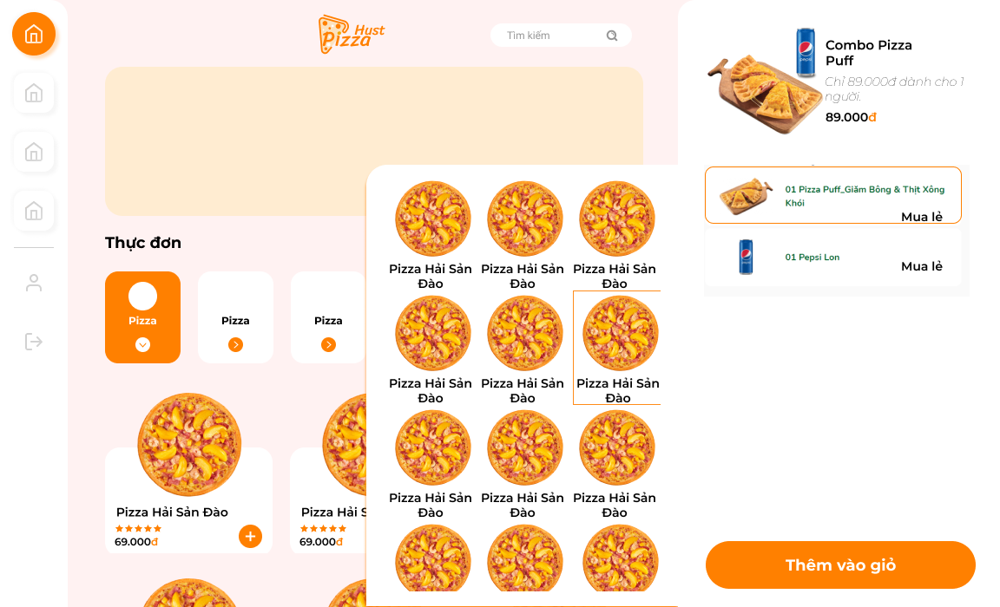 Hust
Pizza
Tìm kiếm
Thực đơn
Pizza
Pizza
Pizza
Pizza Hải Sản Đào
69.000đ
Pizza Hải S
69.000đ
Pizza Hải Sản
Đào
Pizza Hải Sản
Đào
Pizza Hải Sản
Đào
Pizza Hải Sản
Đào
Pizza Hải Sản
Đào
Pizza Hải Sản
Đào
Pizza Hải Sản
Đào
Pizza Hải Sản
Đào
Pizza Hải Sản
Đào
pepsi
Combo Pizza
Puff
Chỉ 89.000đ dành cho 1
người.
89.000đ
01 Pizza Puff_Giăm Bông & Thịt Xông
Khói
Mua lẻ
01 Pepsi Lon
Mua lẻ
Thêm vào giỏ